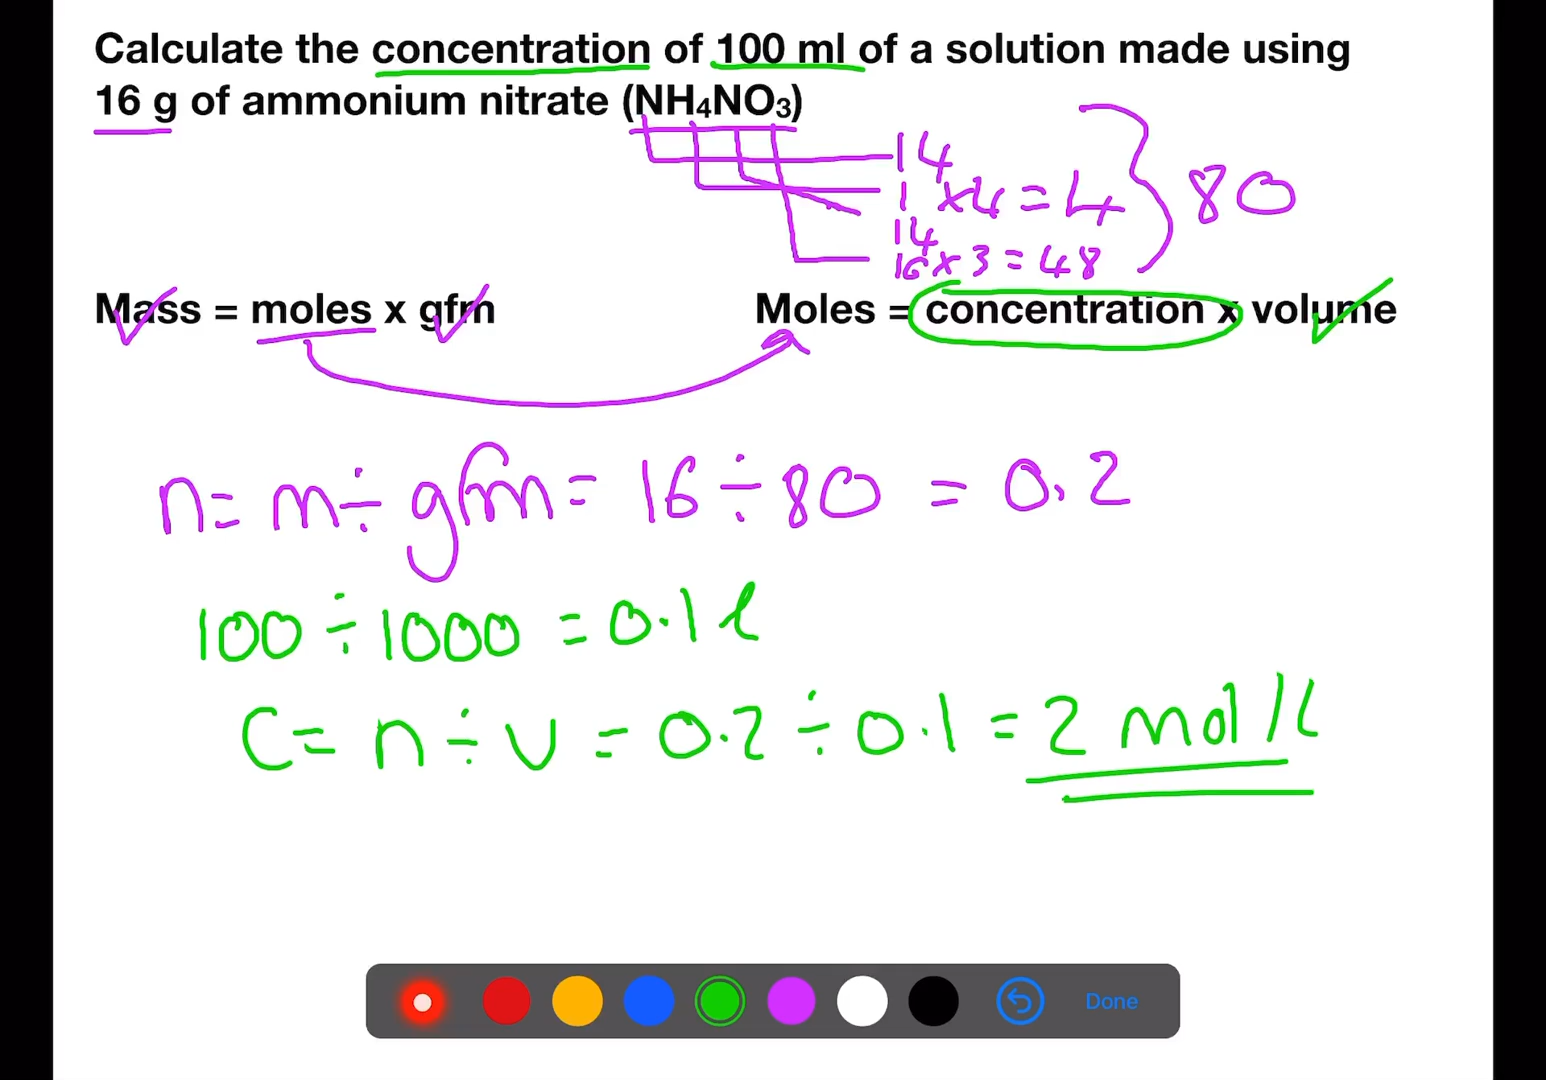 Calculate the concentration of 100 ml of a solution made using
16 g of ammonium nitrate (NH₄NO₃)
14
1 x4 = 4
14
16 x 3 = 48
80
Mass = moles x gfm
Moles = concentration x volume
n = m ÷ gfm = 16 ÷ 80 = 0.2
100 ÷ 1000 = 0.1 l
C = n ÷ v = 0.2 ÷ 0.1 = 2 mol/l
Done